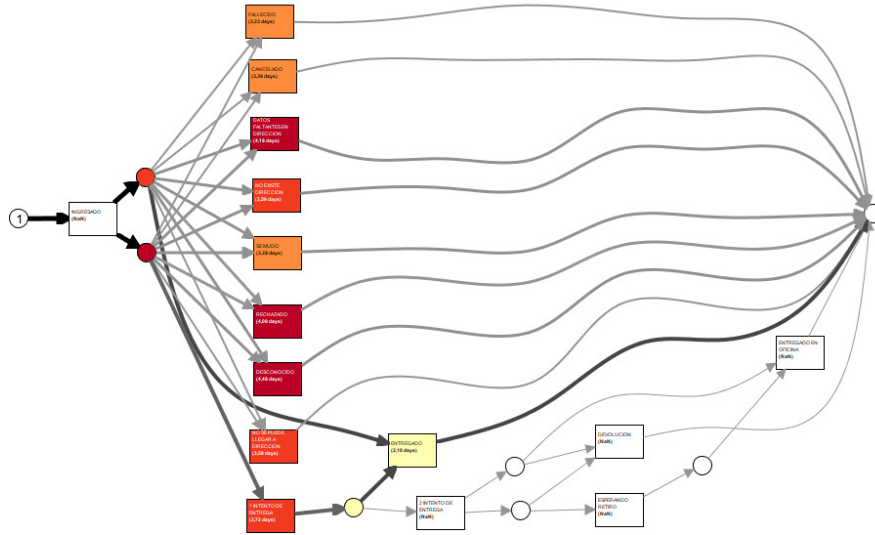 FALLECIDO
(3,23 days)
CANCELADO
(3,39 days)
DATOS
FALTANTES EN
DIRECCION
(4,19 days)
NO EXISTE
DIRECCION
(3,59 days)
1
INGRESADO
(NaN)
SE MUDO
(3,29 days)
RECHAZADO
(4,09 days)
DESCONOCIDO
(4,49 days)
ENTREGADO EN
OFICINA
(NaN)
NO SE PUEDE
LLEGAR A
DIRECCION
(3,59 days)
ENTREGADO
(2,10 days)
DEVOLUCION
(NaN)
1 INTENTO DE
ENTREGA
(3,73 days)
2 INTENTO DE
ENTREGA
(NaN)
ESPERANDO
RETIRO
(NaN)